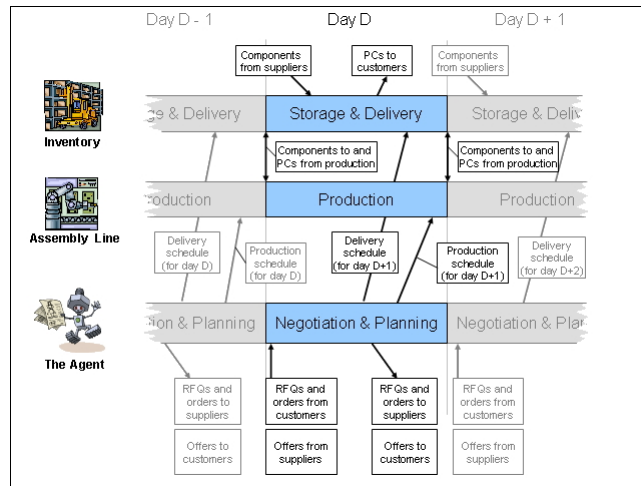 Day D - 1
Day D
Day D + 1
Components
from suppliers
PCs to
customers
Components
from suppliers
ge & Delivery
Storage & Delivery
Storage & Deliv
Inventory
Components to and
PCs from production
Components to and
PCs from production
oduction
Production
Production
Assembly Line
Delivery
schedule
(for day D)
Production
schedule
(for day D)
Delivery
schedule
(for day D+1)
Production
schedule
(for day D+1)
Delivery
schedule
(for day D+2)
ion & Planning
Negotiation & Planning
Negotiation & Plan
The Agent
RFQs and
orders to
suppliers
RFQs and
orders from
customers
RFQs and
orders to
suppliers
RFQs and
orders from
customers
Offers to
customers
Offers from
suppliers
Offers to
customers
Offers from
suppliers